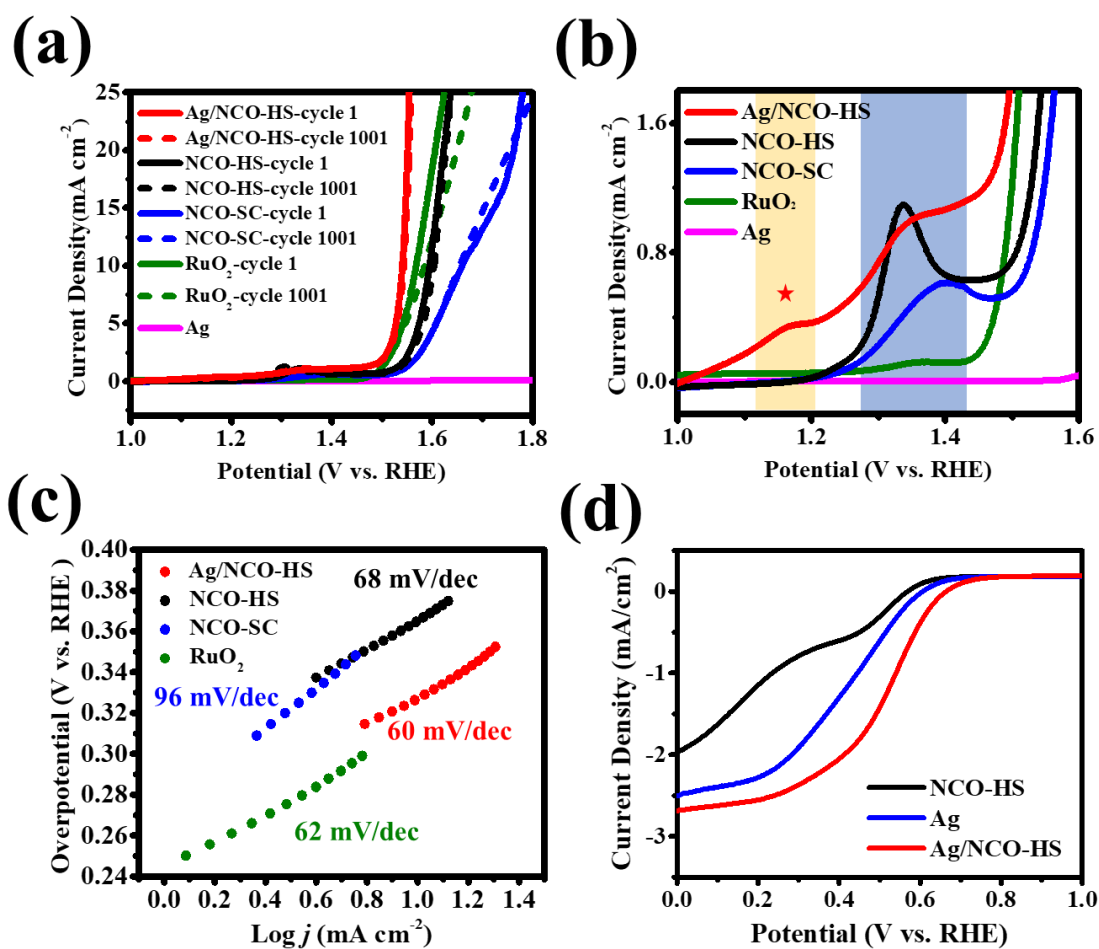 (a)
25
20
15
10
5
0
Current Density(mA cm⁻²)
Ag/NCO-HS-cycle 1
Ag/NCO-HS-cycle 1001
NCO-HS-cycle 1
NCO-HS-cycle 1001
NCO-SC-cycle 1
NCO-SC-cycle 1001
RuO₂-cycle 1
RuO₂-cycle 1001
Ag
1.0 1.2 1.4 1.6 1.8
Potential (V vs. RHE)
(b)
1.6
0.8
0.0
Current Density(mA cm⁻²)
Ag/NCO-HS
NCO-HS
NCO-SC
RuO₂
Ag
1.0 1.2 1.4 1.6
Potential (V vs. RHE)
(c)
0.40
0.36
0.32
0.28
0.24
Overpotential (V vs. RHE)
Ag/NCO-HS
NCO-HS
NCO-SC
RuO₂
68 mV/dec
96 mV/dec
60 mV/dec
62 mV/dec
0.0 0.2 0.4 0.6 0.8 1.0 1.2 1.4
Log j (mA cm⁻²)
(d)
0
-1
-2
-3
Current Density (mA/cm²)
NCO-HS
Ag
Ag/NCO-HS
0.0 0.2 0.4 0.6 0.8 1.0
Potential (V vs. RHE)